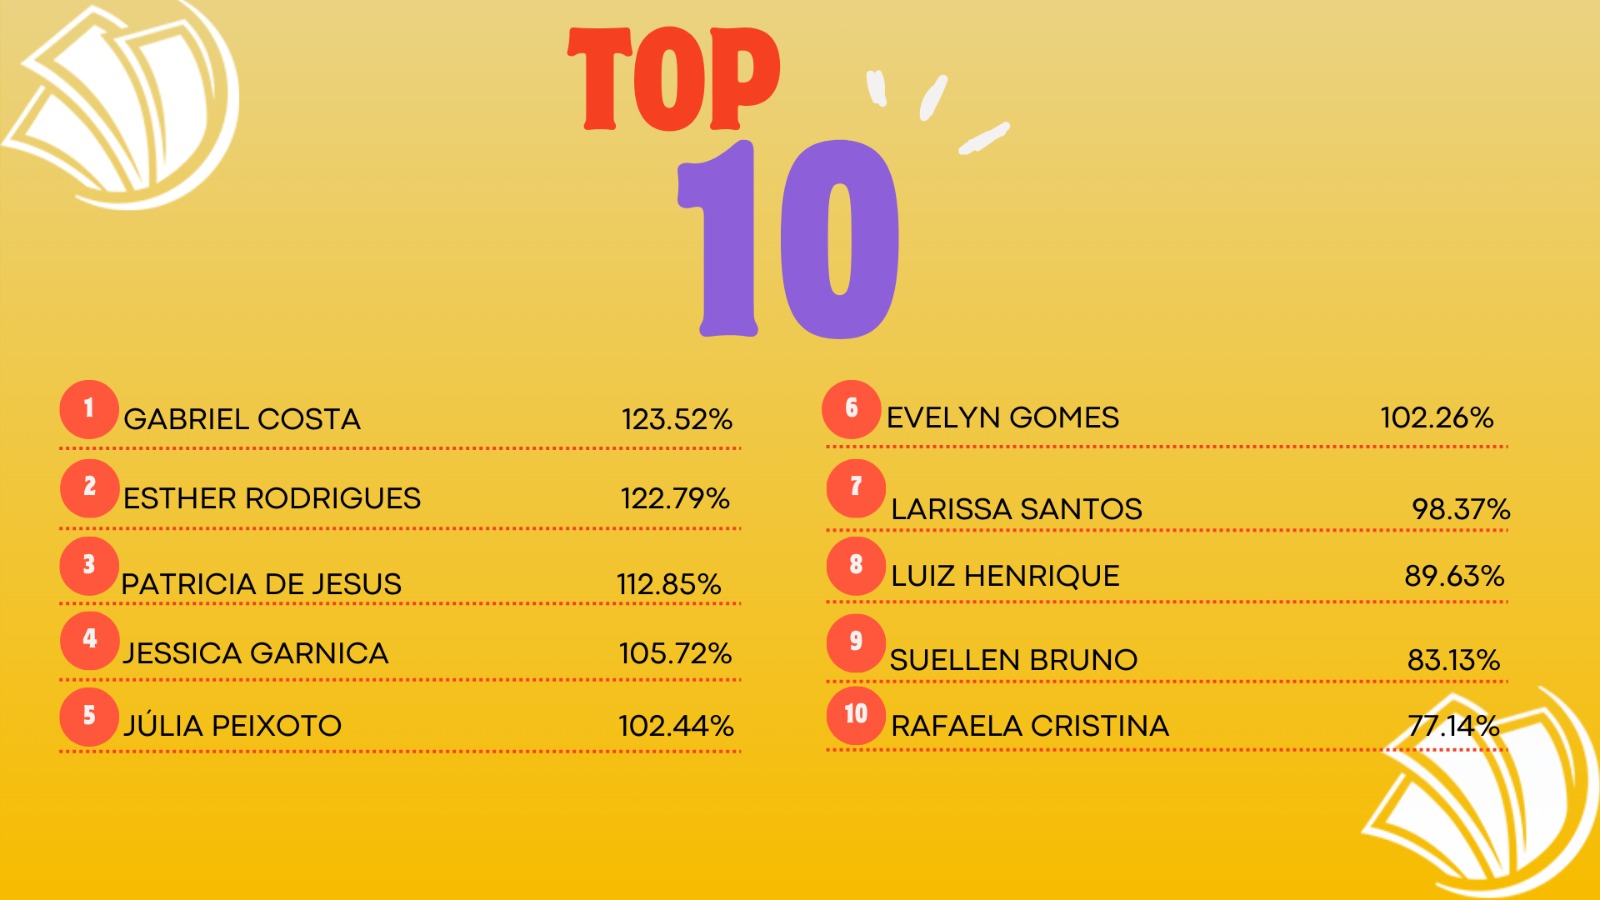 TOP
10
1 GABRIEL COSTA 123.52%
2 ESTHER RODRIGUES 122.79%
3 PATRICIA DE JESUS 112.85%
4 JESSICA GARNICA 105.72%
5 JÚLIA PEIXOTO 102.44%
6 EVELYN GOMES 102.26%
7 LARISSA SANTOS 98.37%
8 LUIZ HENRIQUE 89.63%
9 SUELLEN BRUNO 83.13%
10 RAFAELA CRISTINA 77.14%